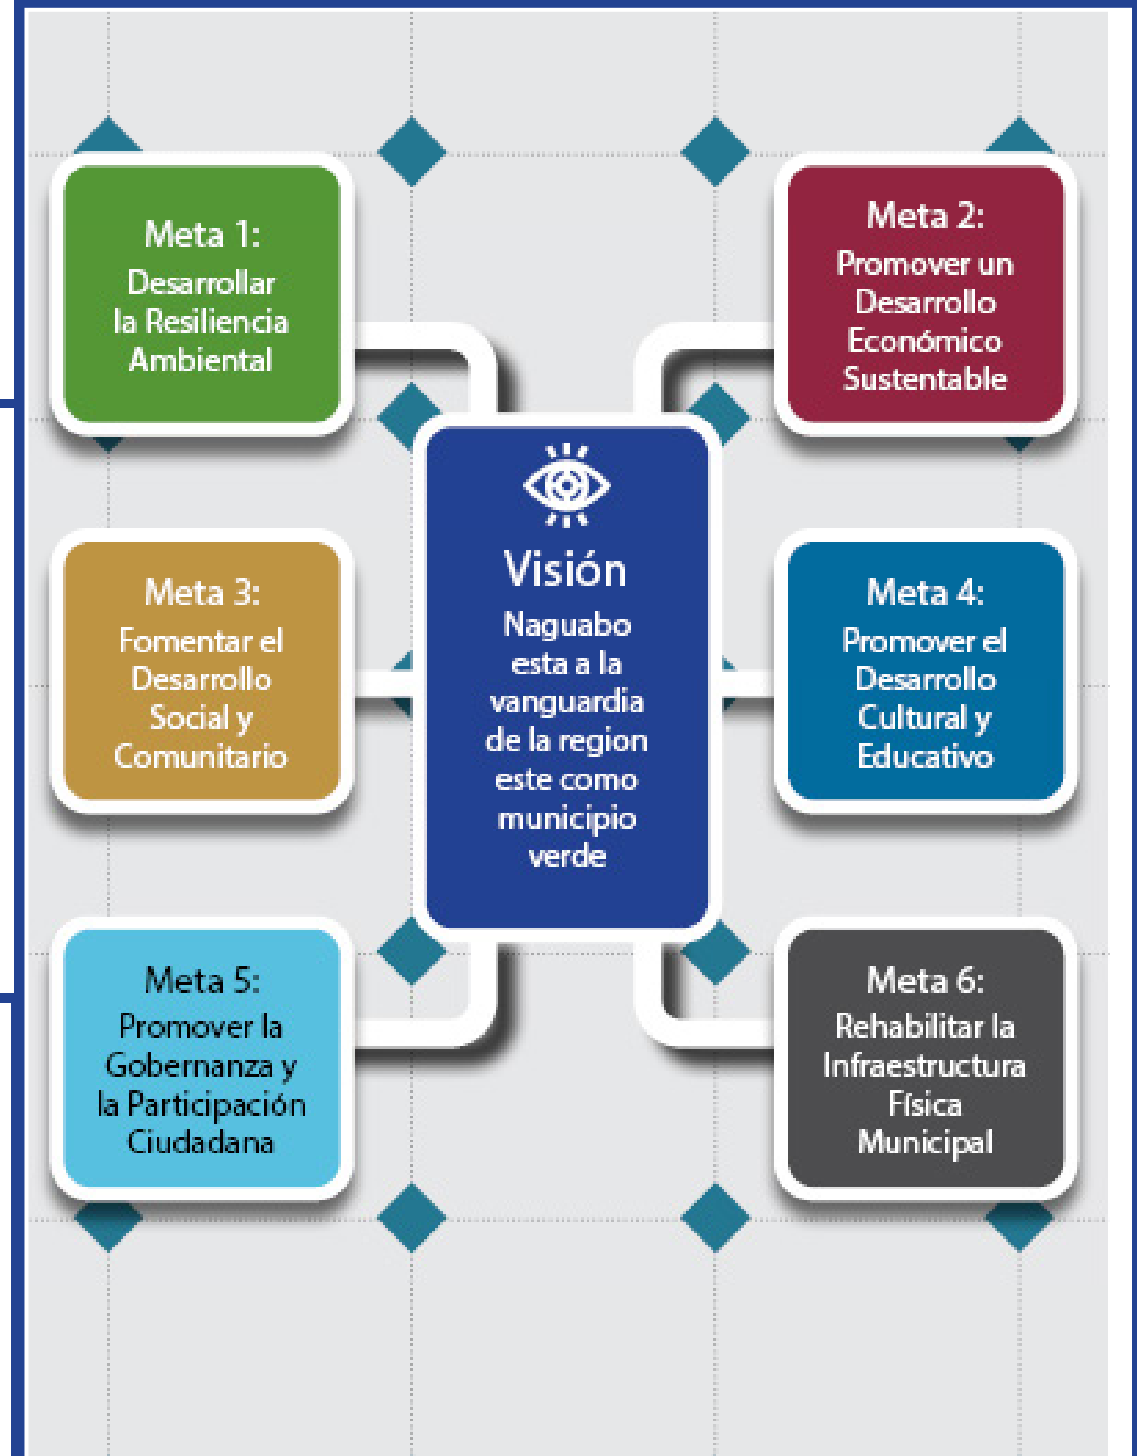 Meta 1:
Desarrollar
la Resiliencia
Ambiental
Meta 2:
Promover un
Desarrollo
Económico
Sustentable
Visión
Naguabo
esta a la
vanguardia
de la region
este como
municipio
verde
Meta 3:
Fomentar el
Desarrollo
Social y
Comunitario
Meta 4:
Promover el
Desarrollo
Cultural y
Educativo
Meta 5:
Promover la
Gobernanza y
la Participación
Ciudadana
Meta 6:
Rehabilitar la
Infraestructura
Física
Municipal